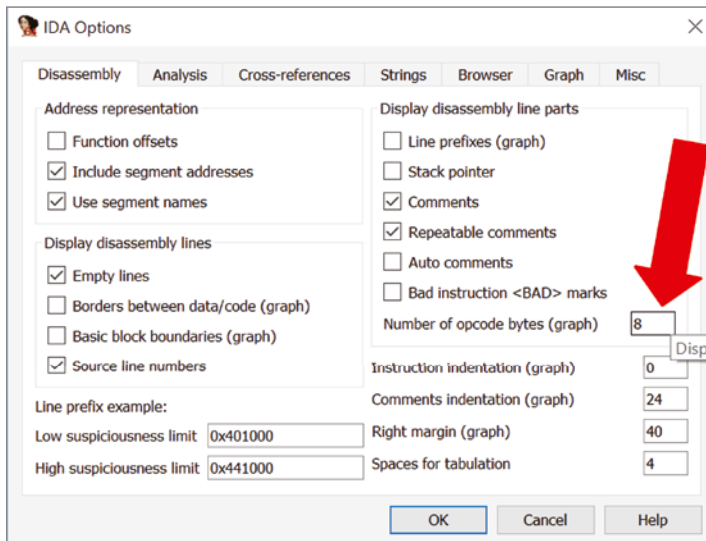 IDA Options
Disassembly Analysis Cross-references Strings Browser Graph Misc
Address representation
Function offsets
Include segment addresses
Use segment names
Display disassembly lines
Empty lines
Borders between data/code (graph)
Basic block boundaries (graph)
Source line numbers
Line prefix example:
Low suspiciousness limit 0x401000
High suspiciousness limit 0x441000
Display disassembly line parts
Line prefixes (graph)
Stack pointer
Comments
Repeatable comments
Auto comments
Bad instruction <BAD> marks
Number of opcode bytes (graph) 8
Disp
Instruction indentation (graph) 0
Comments indentation (graph) 24
Right margin (graph) 40
Spaces for tabulation 4
OK Cancel Help